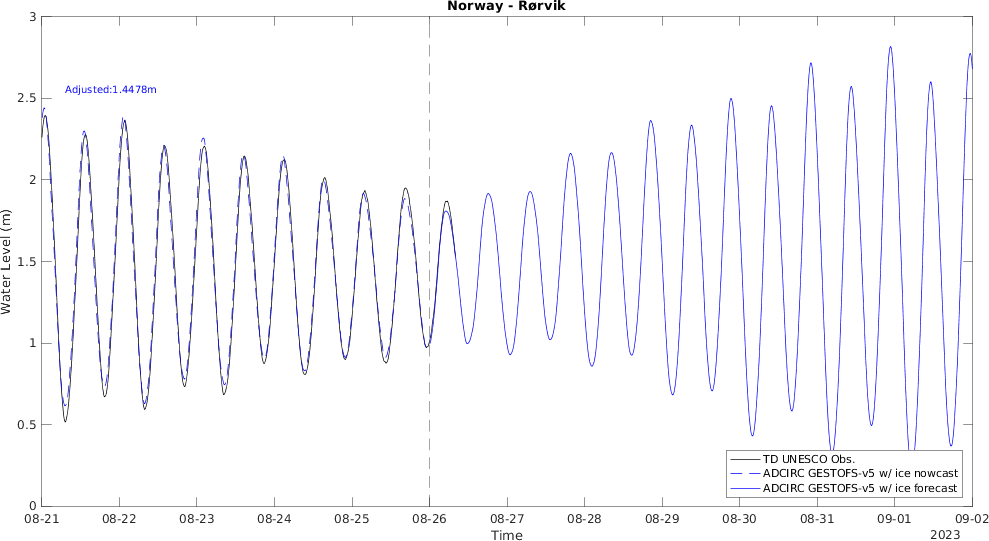 Norway - Rørvik
Adjusted:1.4478m
Water Level (m)
3
2.5
2
1.5
1
0.5
0
TD UNESCO Obs.
ADCIRC GESTOFS-v5 w/ ice nowcast
ADCIRC GESTOFS-v5 w/ ice forecast
08-21 08-22 08-23 08-24 08-25 08-26 08-27 08-28 08-29 08-30 08-31 09-01 09-02
Time
2023